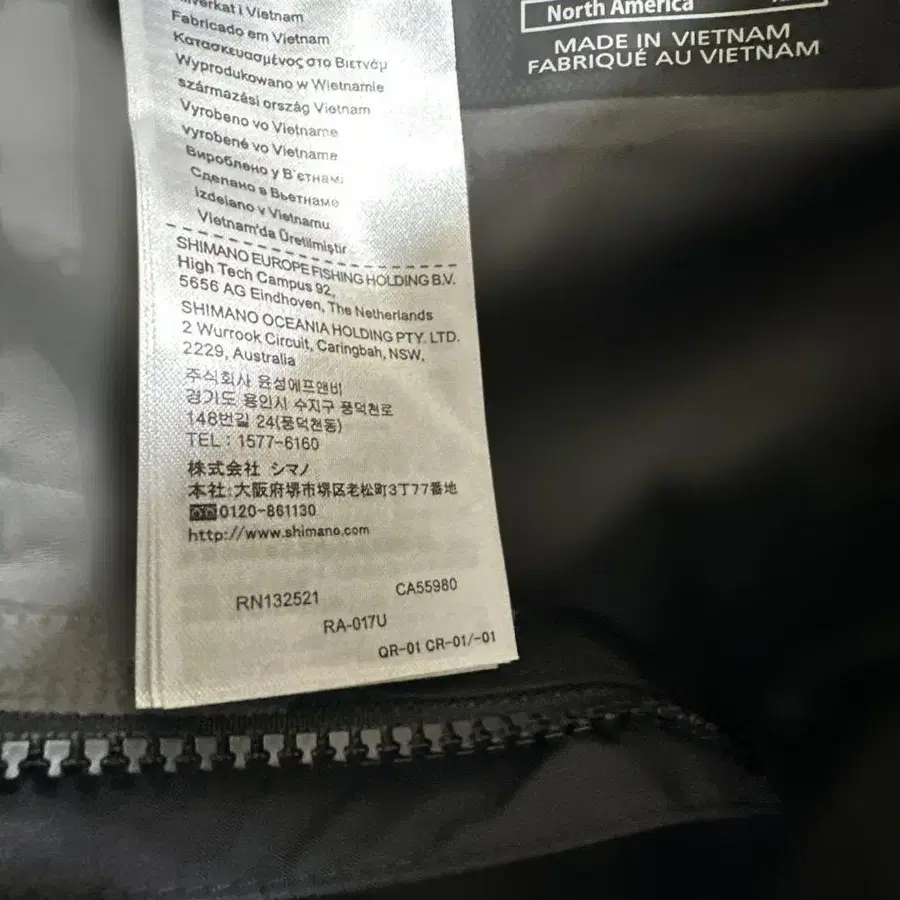 North America
MADE IN VIETNAM
FABRIQUÉ AU VIETNAM
i Vietnam
Fabricado em Vietnam
Κατασκευασμένος στο Βιετνάμ
Wyprodukowano w Wietnamie
származási ország Vietnam
Vyrobeno vo Vietname
vyrobené vo Vietname
Вироблено у В'єтнамі
Сделано в Вьетнаме
Izdelano v Vietnamu
Vietnam'da Üretilmiştir
SHIMANO EUROPE FISHING HOLDING B.V.
High Tech Campus 92,
5656 AG Eindhoven, The Netherlands
SHIMANO OCEANIA HOLDING PTY. LTD.
2 Wurrook Circuit, Caringbah, NSW,
2229, Australia
주식회사 윤성에프앤비
경기도 용인시 수지구 풍덕천로
148번길 24(풍덕천동)
TEL : 1577-6160
株式会社 シマノ
本社:大阪府堺市堺区老松町3丁77番地
0120-861130
http://www.shimano.com
RN132521
CA55980
RA-017U
QR-01 CR-01/-01